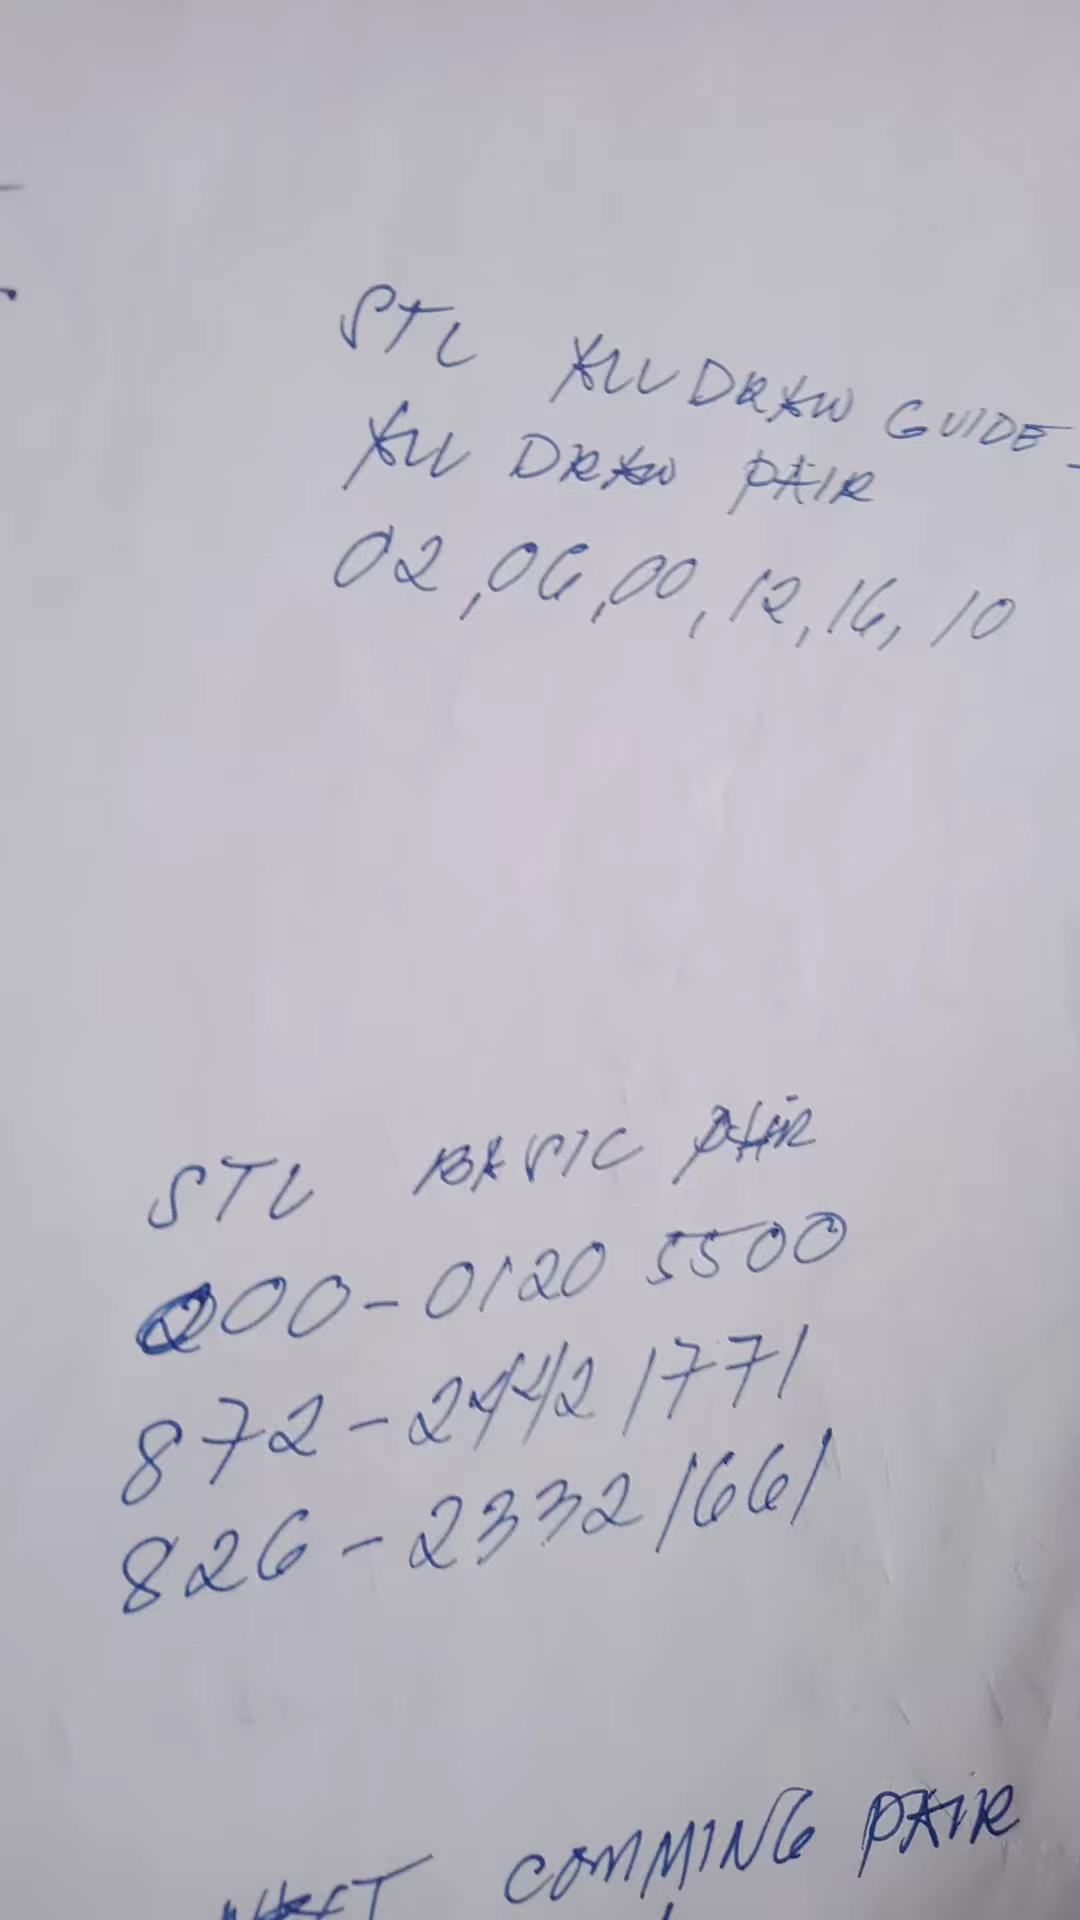 STL ALL DRAW GUIDE-
ALL DRAW PAIR
02,06,00,12,16,10
STL BASIC PAIR
200-0120 5500
872-2442 1771
826-2332 1661
COMMING PAIR